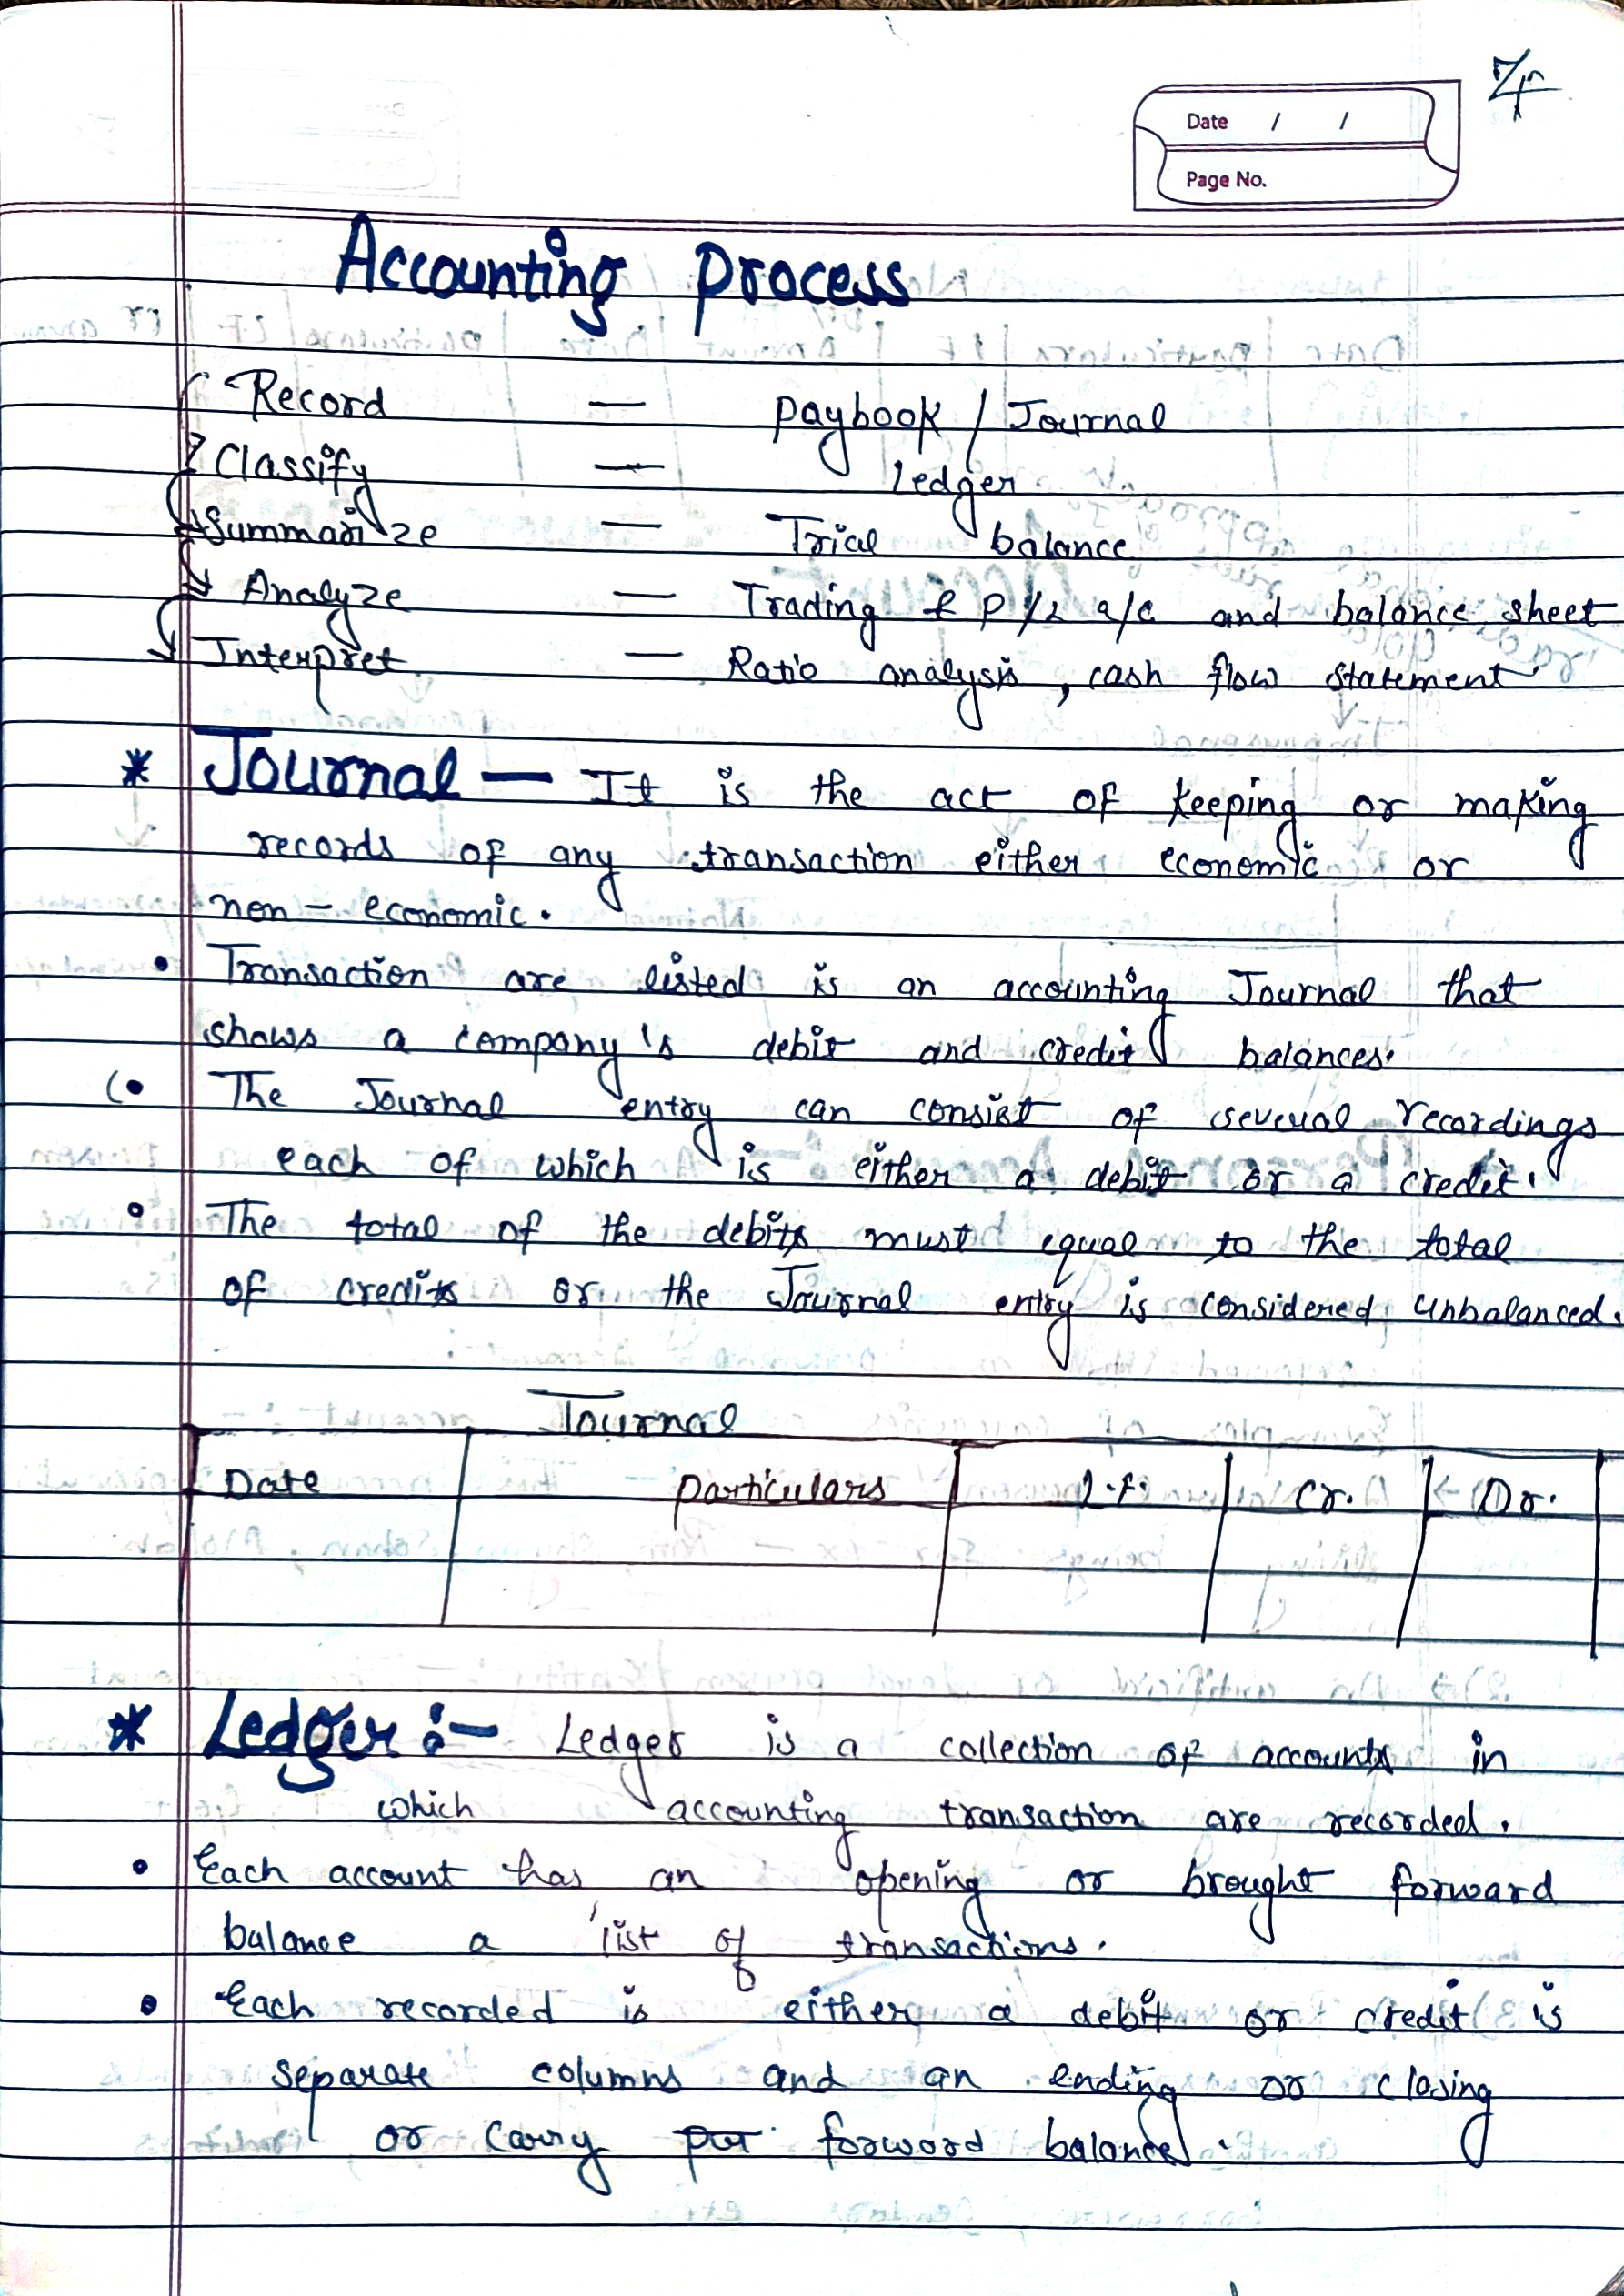 Date / /
Page No.
Accounting process
Record — paybook / Journal
Classify — Ledger
Summarize — Trial balance
Analyze — Trading & P/L a/c and balance sheet
Interpret — Ratio analysis, cash flow statement
* Journal — It is the act of keeping or making
records of any transaction either economic or
non-economic.
• Transaction are listed is an accounting Journal that
shows a company's debit and credit balances.
(• The Journal entry can consist of several recordings
each of which is either a debit or a credit.
• The total of the debits must equal to the total
of credits or the Journal entry is considered unbalanced.
Journal
Date particulars L.F. Cr. Dr.
* Ledger :- Ledger is a collection of accounts in
which accounting transaction are recorded.
• Each account has an opening or brought forward
balance a list of transactions.
• Each recorded is either a debit or credit is
separate columns and an ending or closing
or carry forward balance.